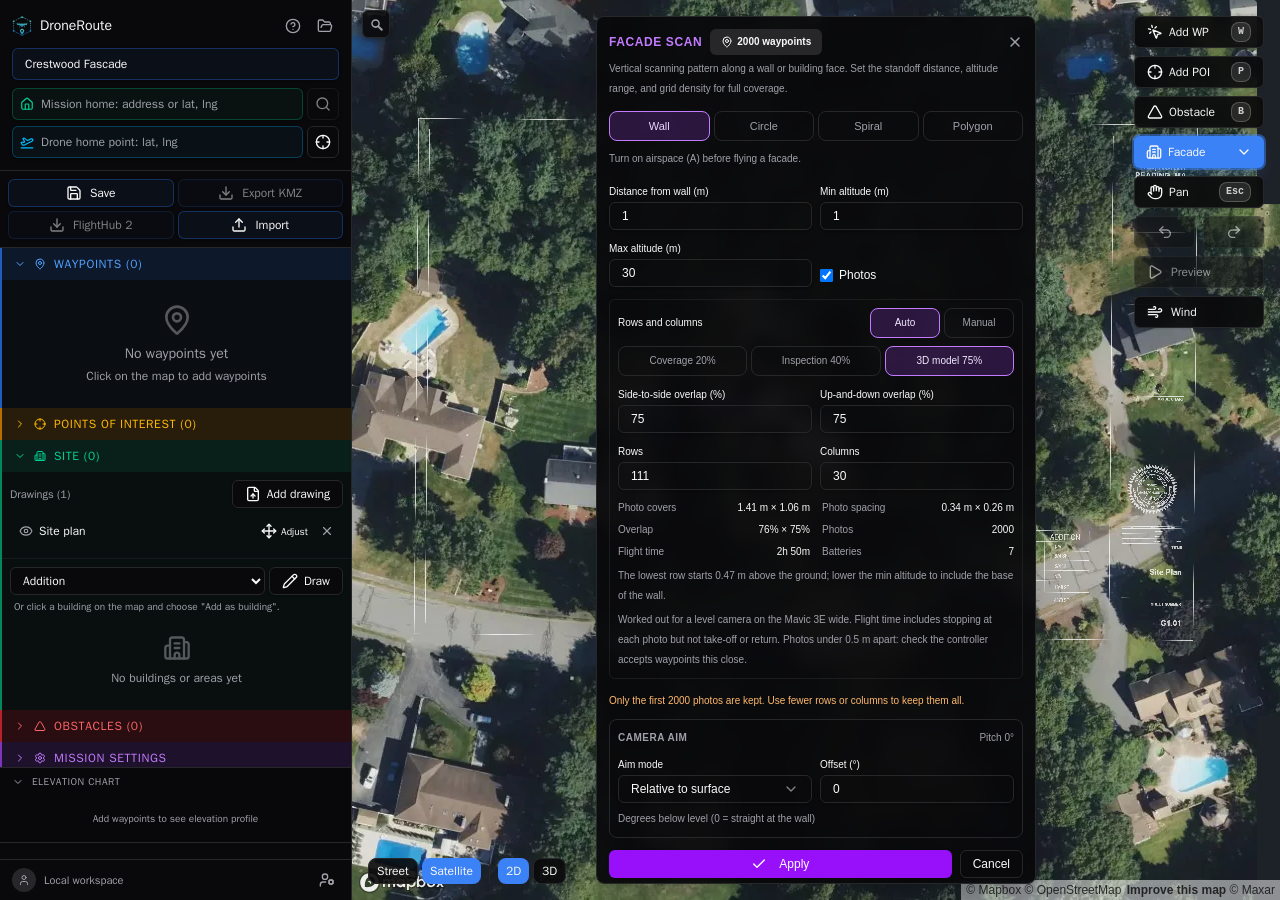 DroneRoute
Crestwood Fascade
Mission home: address or lat, lng
Drone home point: lat, lng
Save
Export KMZ
FlightHub 2
Import
WAYPOINTS (0)
No waypoints yet
Click on the map to add waypoints
POINTS OF INTEREST (0)
SITE (0)
Drawings (1)
Add drawing
Site plan
Adjust
Addition
Draw
Or click a building on the map and choose "Add as building".
No buildings or areas yet
OBSTACLES (0)
MISSION SETTINGS
ELEVATION CHART
Add waypoints to see elevation profile
Local workspace
FACADE SCAN
2000 waypoints
Vertical scanning pattern along a wall or building face. Set the standoff distance, altitude
range, and grid density for full coverage.
Wall
Circle
Spiral
Polygon
Turn on airspace (A) before flying a facade.
Distance from wall (m)
Min altitude (m)
1
1
Max altitude (m)
30
Photos
Rows and columns
Auto
Manual
Coverage 20%
Inspection 40%
3D model 75%
Side-to-side overlap (%)
Up-and-down overlap (%)
75
75
Rows
Columns
111
30
Photo covers 1.41 m × 1.06 m
Photo spacing 0.34 m × 0.26 m
Overlap 76% × 75%
Photos 2000
Flight time 2h 50m
Batteries 7
The lowest row starts 0.47 m above the ground; lower the min altitude to include the base
of the wall.
Worked out for a level camera on the Mavic 3E wide. Flight time includes stopping at
each photo but not take-off or return. Photos under 0.5 m apart: check the controller
accepts waypoints this close.
Only the first 2000 photos are kept. Use fewer rows or columns to keep them all.
CAMERA AIM
Pitch 0°
Aim mode
Offset (°)
Relative to surface
0
Degrees below level (0 = straight at the wall)
Apply
Cancel
Add WP W
Add POI P
Obstacle B
Facade
Pan Esc
Preview
Wind
ADDITION
TITLE
Site Plan
G1.01
Street
Satellite
2D
3D
mapbox
© Mapbox © OpenStreetMap Improve this map © Maxar